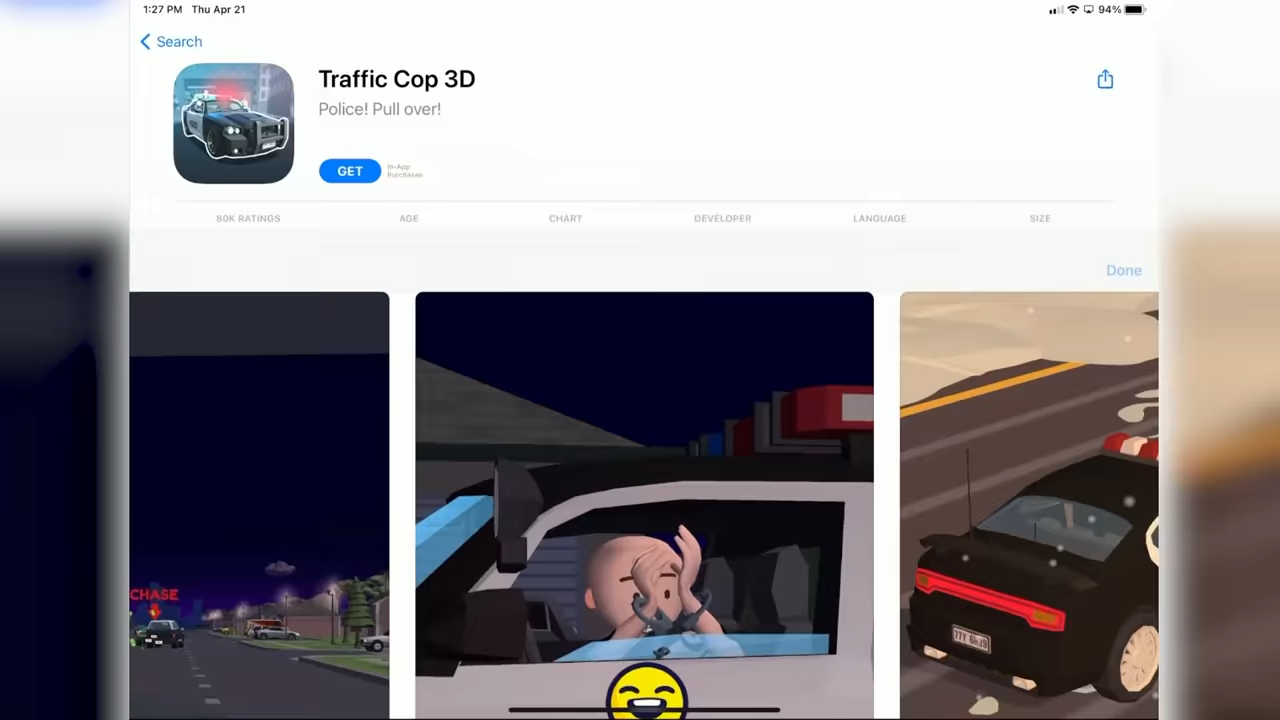 1:27 PM Thu Apr 21
94%
Search
Traffic Cop 3D
Police! Pull over!
GET
In-App
Purchases
80K RATINGS
AGE
CHART
DEVELOPER
LANGUAGE
SIZE
Done
CHASE